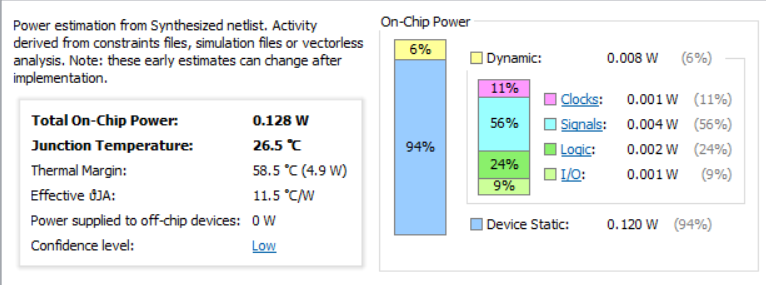 Power estimation from Synthesized netlist. Activity
derived from constraints files, simulation files or vectorless
analysis. Note: these early estimates can change after
implementation.
Total On-Chip Power: 0.128 W
Junction Temperature: 26.5 °C
Thermal Margin: 58.5 °C (4.9 W)
Effective ϑJA: 11.5 °C/W
Power supplied to off-chip devices: 0 W
Confidence level: Low
On-Chip Power
6%
94%
Dynamic: 0.008 W (6%)
11%
56%
24%
9%
Clocks: 0.001 W (11%)
Signals: 0.004 W (56%)
Logic: 0.002 W (24%)
I/O: 0.001 W (9%)
Device Static: 0.120 W (94%)